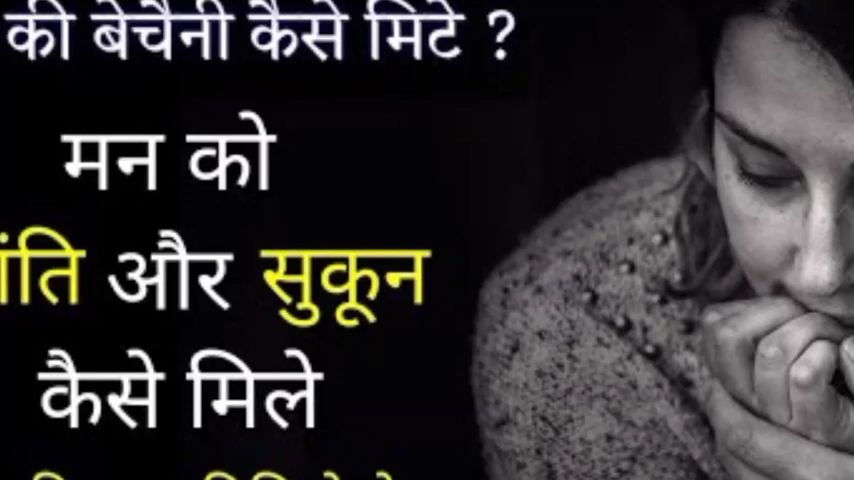 की बेचैनी कैसे मिटे ?
मन को
और सुकून
कैसे मिले